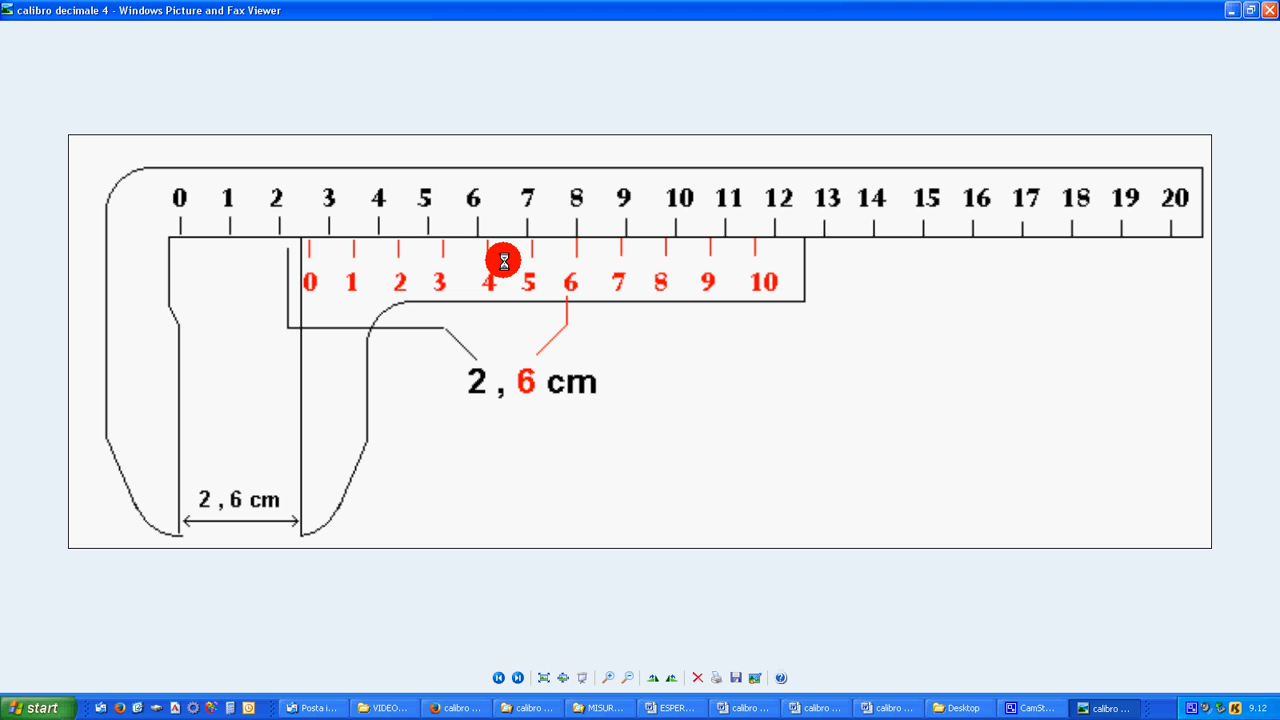 calibro decimale 4 - Windows Picture and Fax Viewer
0 1 2 3 4 5 6 7 8 9 10 11 12 13 14 15 16 17 18 19 20
0 1 2 3 4 5 6 7 8 9 10
2 , 6 cm
2 , 6 cm
start
Posta i...
VIDEO...
calibro ...
calibro ...
MISUR...
ESPER...
calibro ...
calibro ...
calibro ...
Desktop
CamSt...
calibro ...
9.12